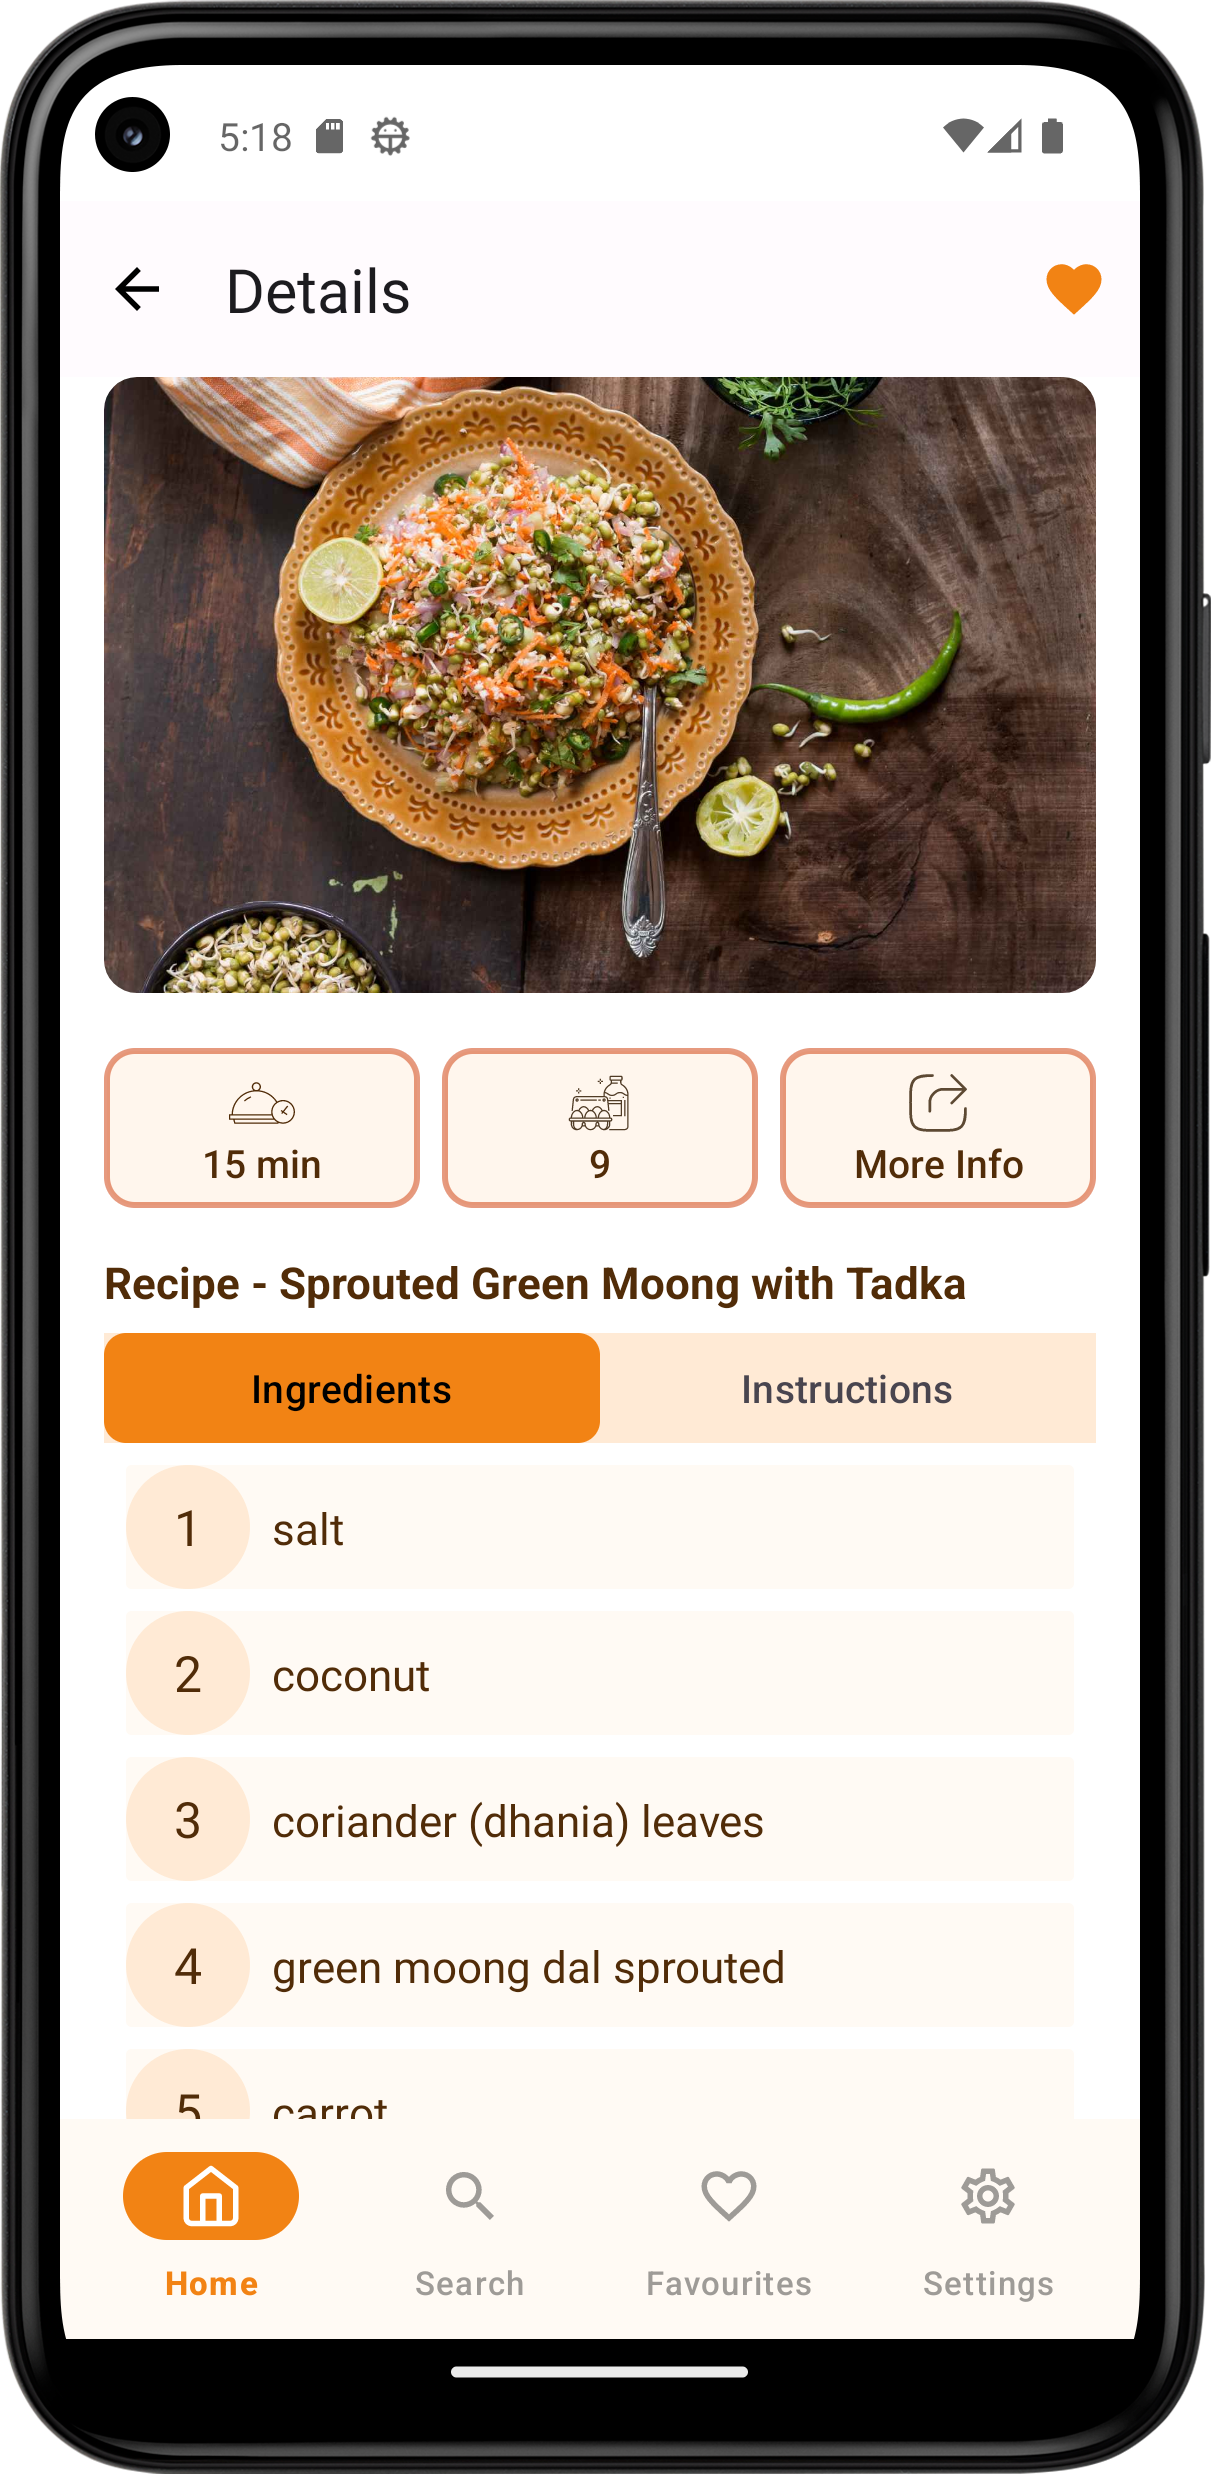 5:18
Details
15 min
9
More Info
Recipe - Sprouted Green Moong with Tadka
Ingredients
Instructions
1 salt
2 coconut
3 coriander (dhania) leaves
4 green moong dal sprouted
5 carrot
Home
Search
Favourites
Settings